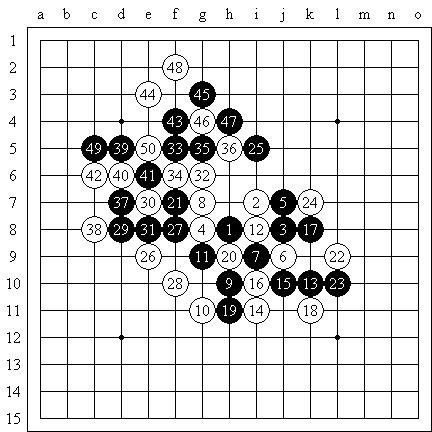 a b c d e f g h i j k l m n o
1
2 48
3 44 45
4 43 46 47
5 49 39 50 33 35 36 25
6 42 40 41 34 32
7 37 30 21 8 2 5 24
8 38 29 31 27 4 1 12 3 17
9 26 11 20 7 6 22
10 28 9 16 15 13 23
11 10 19 14 18
12
13
14
15